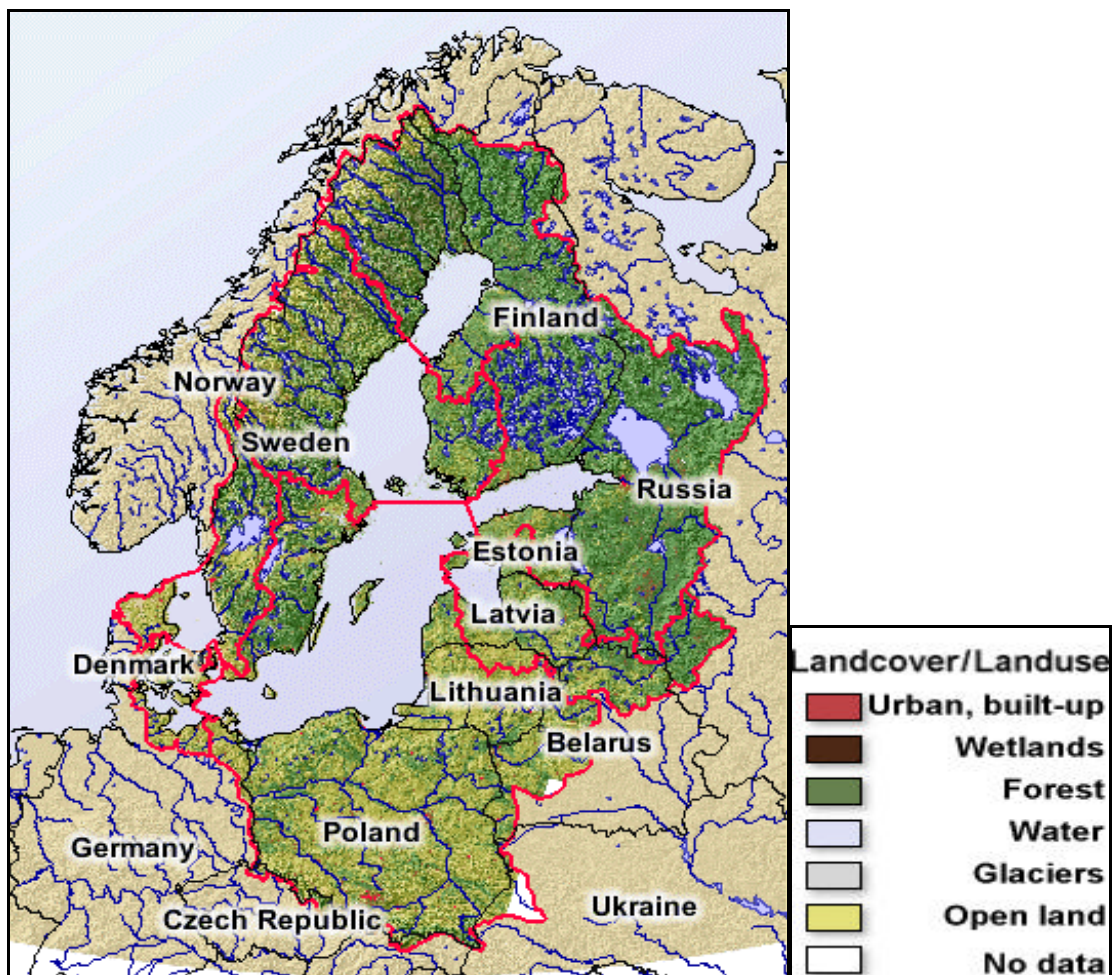 Finland
Norway
Sweden
Russia
Estonia
Latvia
Denmark
Lithuania
Belarus
Poland
Germany
Czech Republic
Ukraine
Landcover/Landuse
Urban, built-up
Wetlands
Forest
Water
Glaciers
Open land
No data